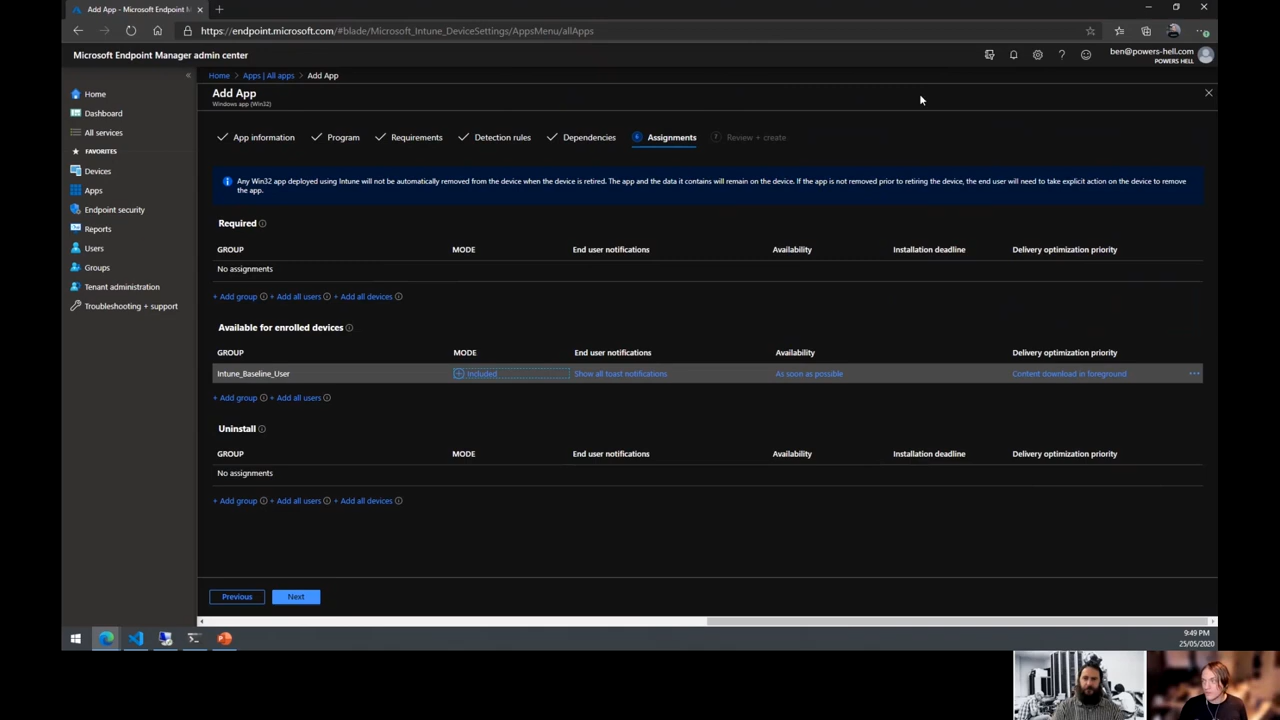 Add App - Microsoft Endpoint M
https://endpoint.microsoft.com/#blade/Microsoft_Intune_DeviceSettings/AppsMenu/allApps
Microsoft Endpoint Manager admin center
ben@powers-hell.com
POWERS HELL
Home > Apps | All apps > Add App
Add App
Windows app (Win32)
Home
Dashboard
All services
FAVORITES
Devices
Apps
Endpoint security
Reports
Users
Groups
Tenant administration
Troubleshooting + support
App information
Program
Requirements
Detection rules
Dependencies
6 Assignments
7 Review + create
Any Win32 app deployed using Intune will not be automatically removed from the device when the device is retired. The app and the data it contains will remain on the device. If the app is not removed prior to retiring the device, the end user will need to take explicit action on the device to remove
the app.
Required
GROUP MODE End user notifications Availability Installation deadline Delivery optimization priority
No assignments
+ Add group + Add all users + Add all devices
Available for enrolled devices
GROUP MODE End user notifications Availability Delivery optimization priority
Intune_Baseline_User Included Show all toast notifications As soon as possible Content download in foreground ...
+ Add group + Add all users
Uninstall
GROUP MODE End user notifications Availability Installation deadline Delivery optimization priority
No assignments
+ Add group + Add all users + Add all devices
Previous Next
9:49 PM
25/05/2020